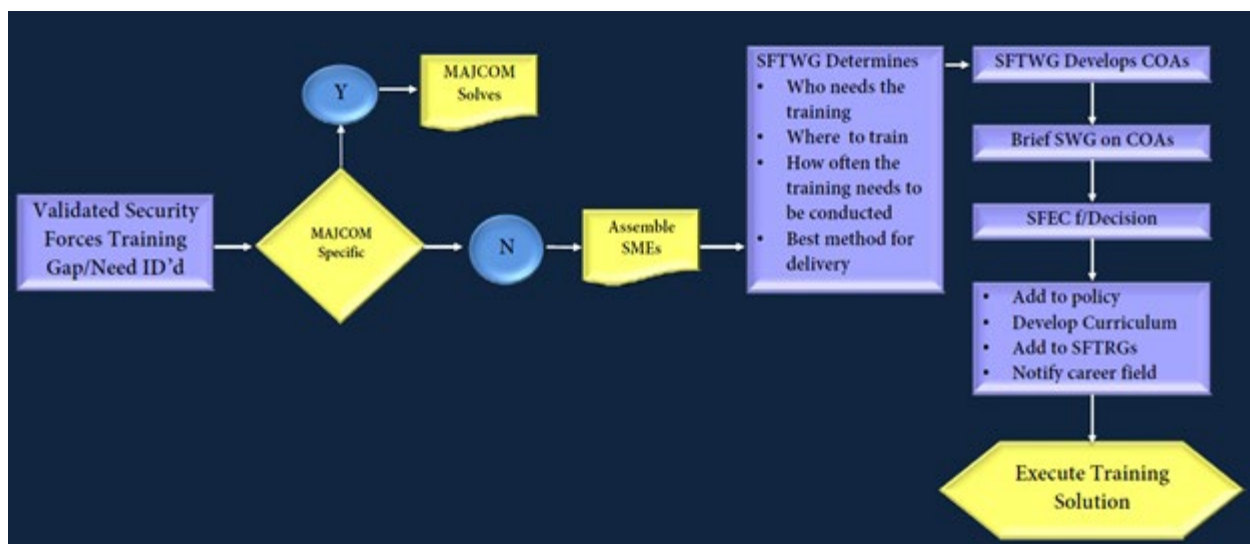 Validated Security
Forces Training
Gap/Need ID'd
MAJCOM
Specific
Y
MAJCOM
Solves
N
Assemble
SMEs
SFTWG Determines
• Who needs the
training
• Where to train
• How often the
training needs to
be conducted
• Best method for
delivery
SFTWG Develops COAs
Brief SWG on COAs
SFEC f/Decision
• Add to policy
• Develop Curriculum
• Add to SFTRGs
• Notify career field
Execute Training
Solution